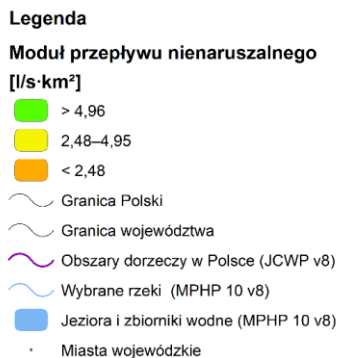 Legenda
Moduł przepływu nienaruszalnego
[l/s·km²]
> 4,96
2,48–4,95
< 2,48
Granica Polski
Granica województwa
Obszary dorzeczy w Polsce (JCWP v8)
Wybrane rzeki (MPHP 10 v8)
Jeziora i zbiorniki wodne (MPHP 10 v8)
Miasta wojewódzkie